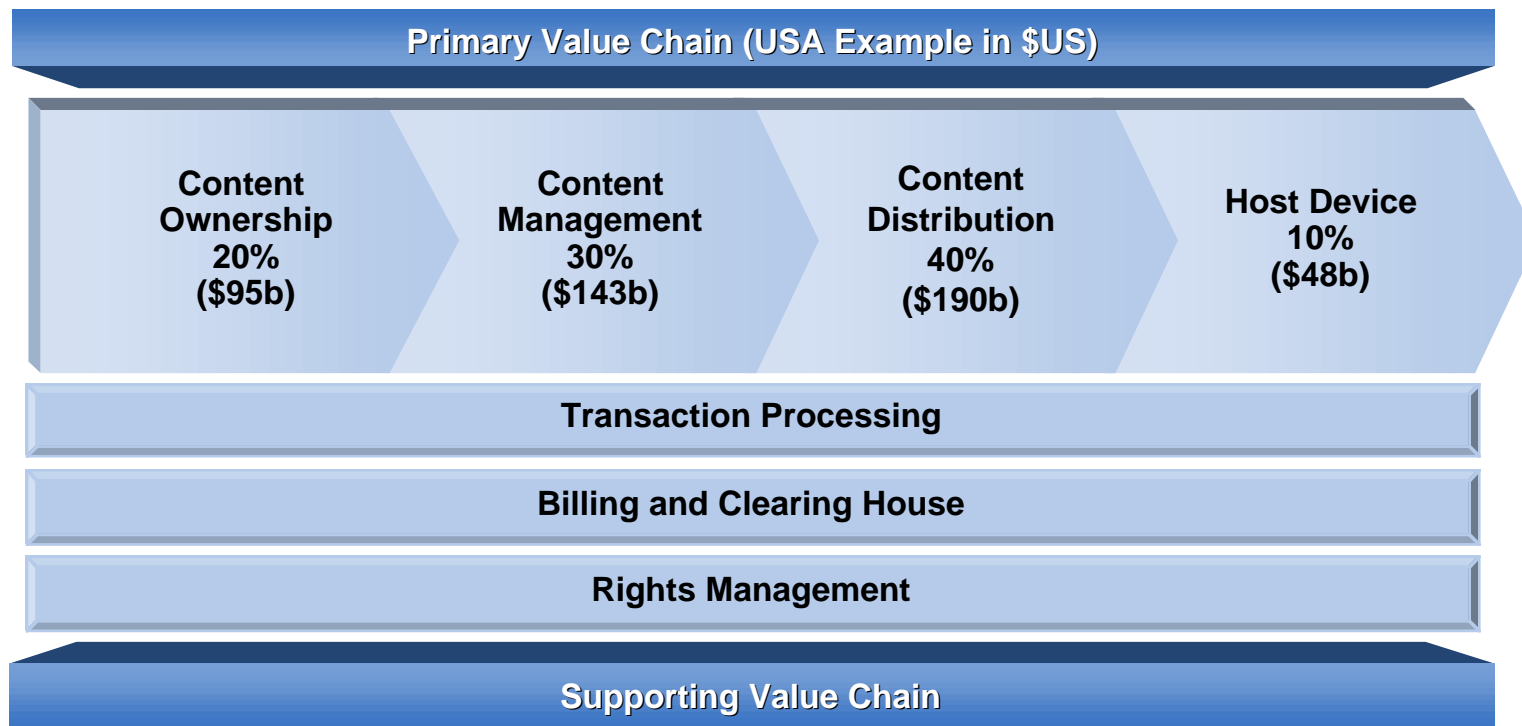 Primary Value Chain (USA Example in $US)
Content
Ownership
20%
($95b)
Content
Management
30%
($143b)
Content
Distribution
40%
($190b)
Host Device
10%
($48b)
Transaction Processing
Billing and Clearing House
Rights Management
Supporting Value Chain